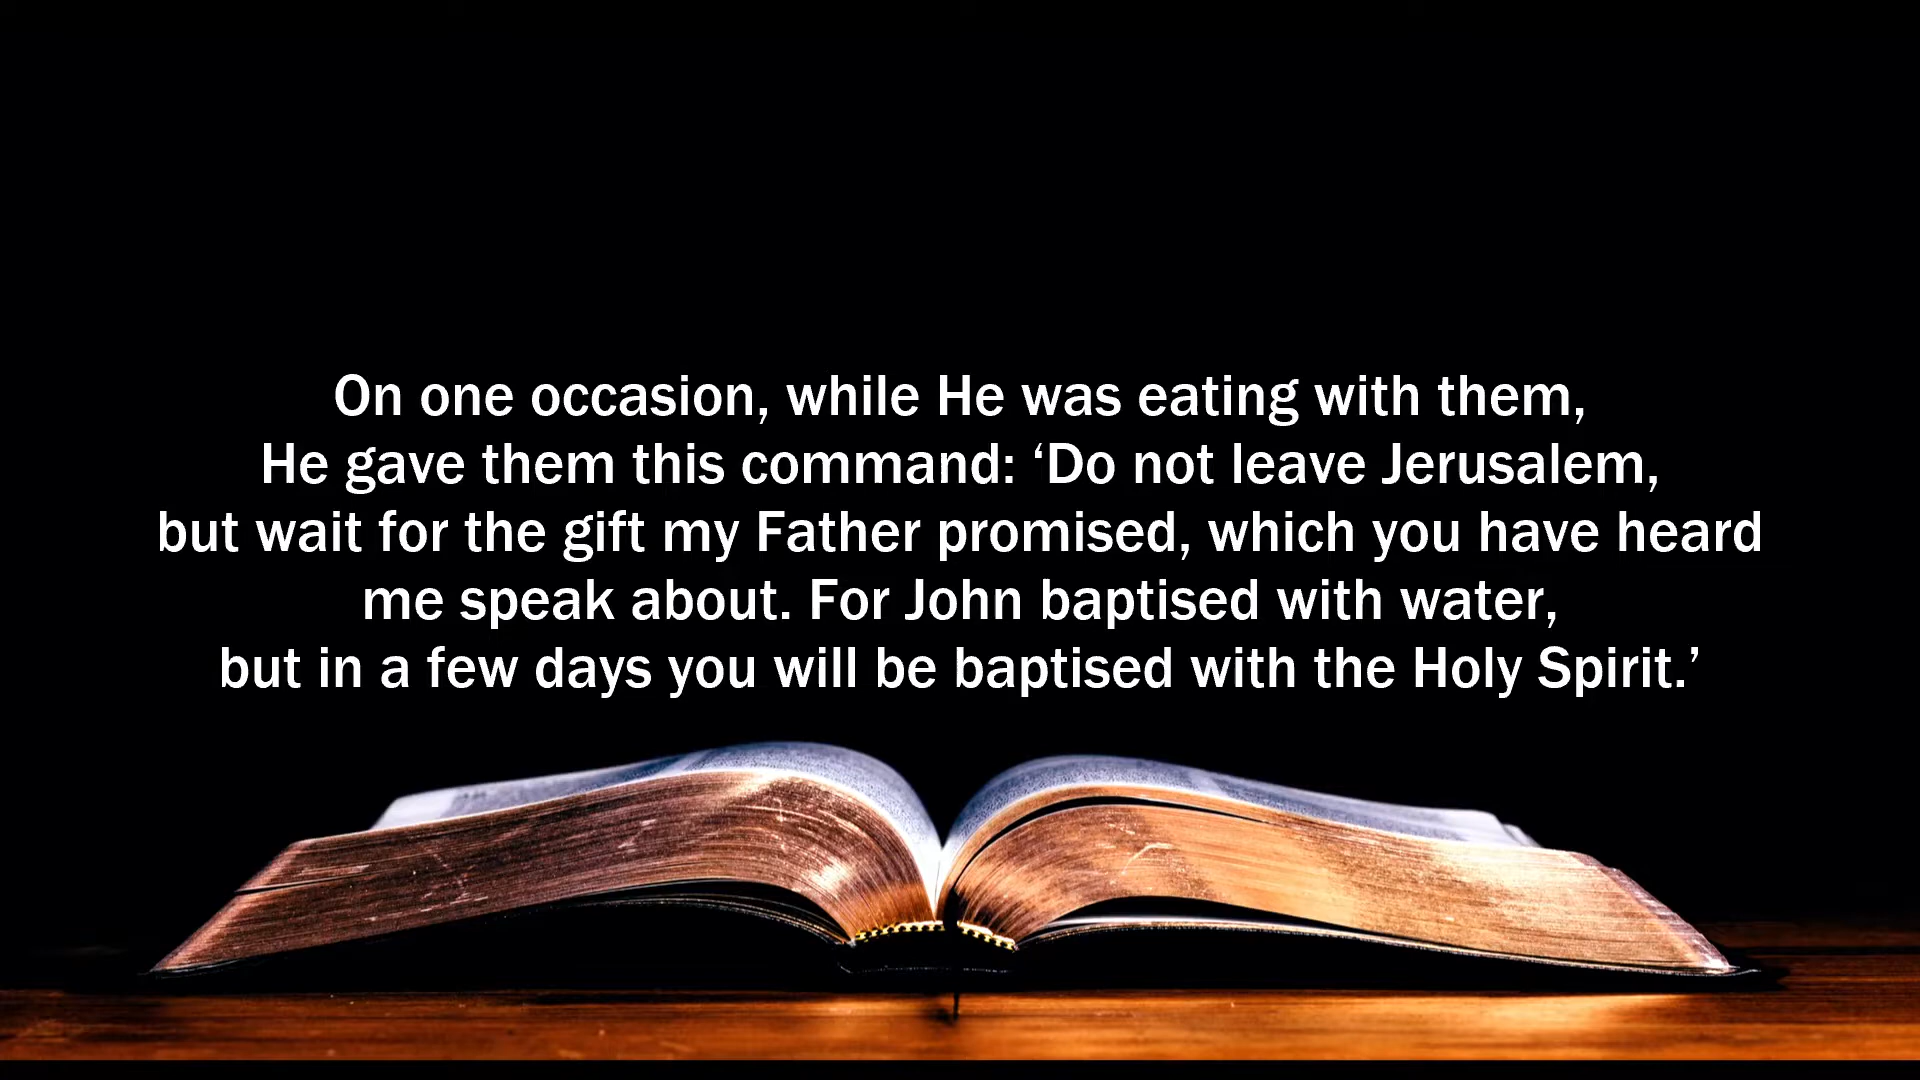 On one occasion, while He was eating with them,
He gave them this command: ‘Do not leave Jerusalem,
but wait for the gift my Father promised, which you have heard
me speak about. For John baptised with water,
but in a few days you will be baptised with the Holy Spirit.’